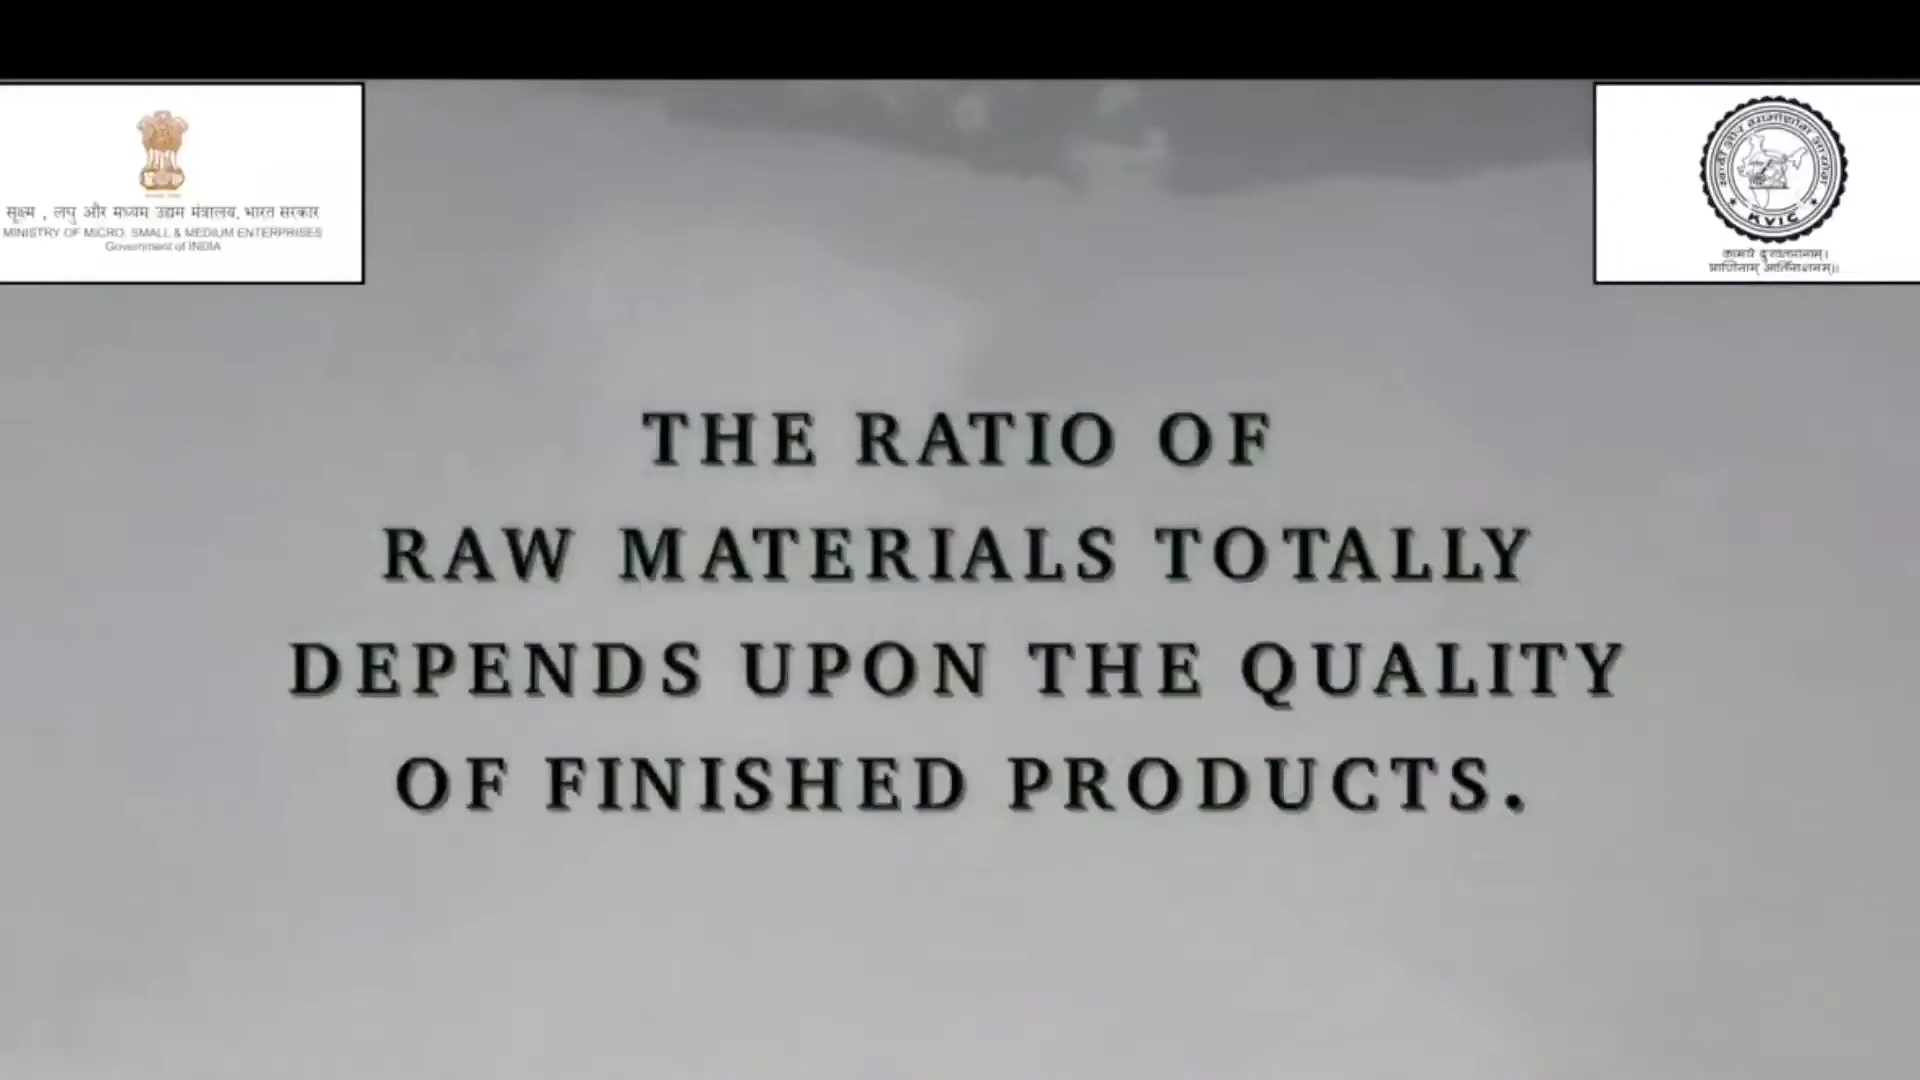 सूक्ष्म , लघु और मध्यम उद्यम मंत्रालय, भारत सरकार
MINISTRY OF MICRO, SMALL & MEDIUM ENTERPRISES
Government of INDIA
KVIC
THE RATIO OF
RAW MATERIALS TOTALLY
DEPENDS UPON THE QUALITY
OF FINISHED PRODUCTS.